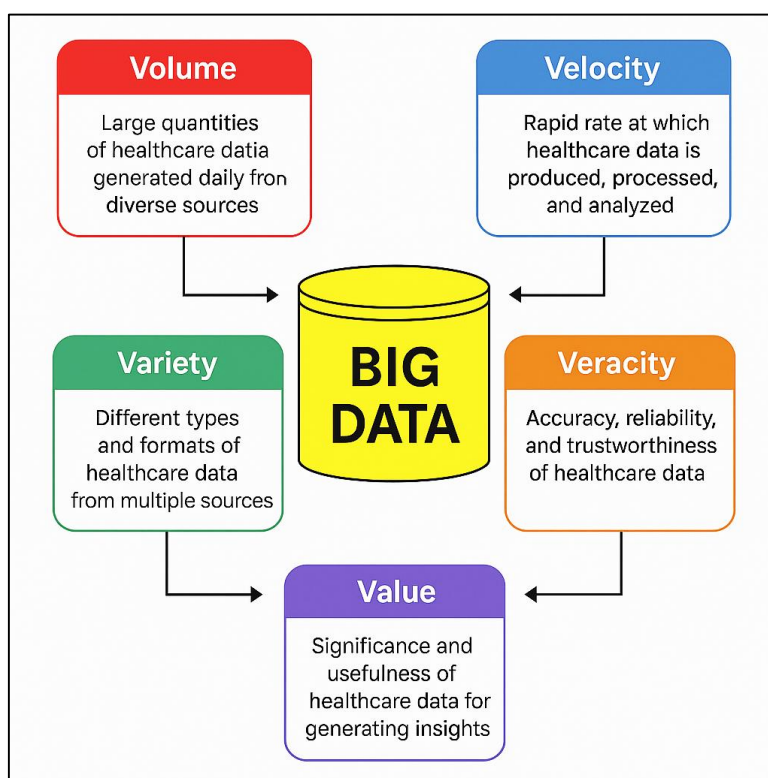 Volume
Large quantities
of healthcare datia
generated daily fron
diverse sources
Velocity
Rapid rate at which
healthcare data is
produced, processed,
and analyzed
BIG
DATA
Variety
Different types
and formats of
healthcare data
from multiple sources
Veracity
Accuracy, reliability,
and trustworthiness
of healthcare data
Value
Significance and
usefulness of
healthcare data for
generating insights